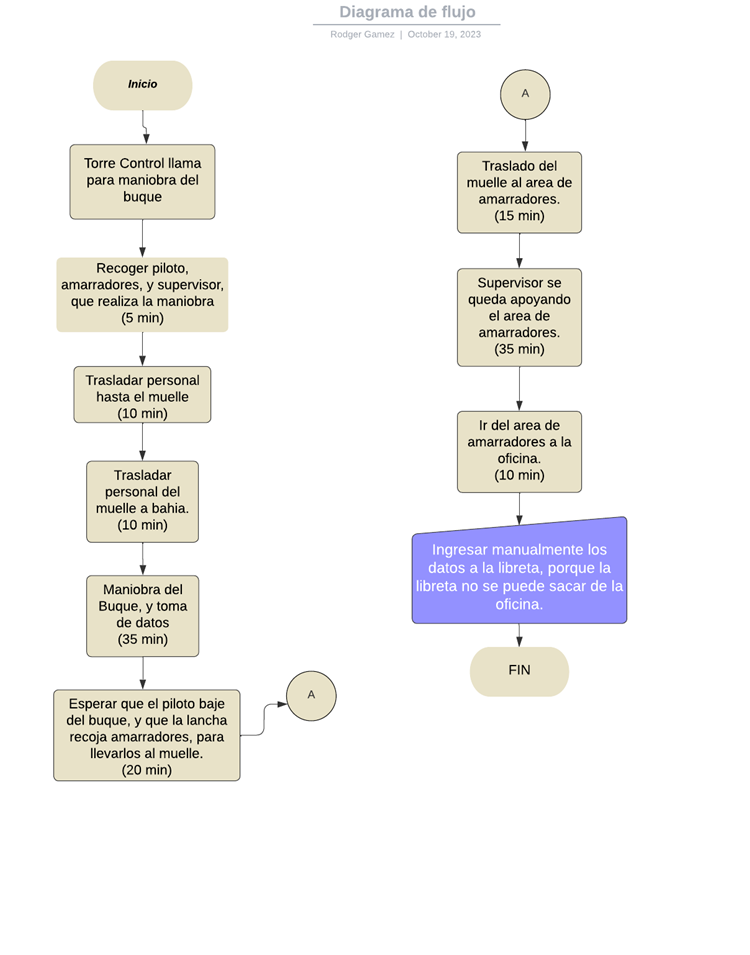 Diagrama de flujo
Rodger Gamez | October 19, 2023
Inicio
Torre Control llama
para maniobra del
buque
Recoger piloto,
amarradores, y supervisor,
que realiza la maniobra
(5 min)
Trasladar personal
hasta el muelle
(10 min)
Trasladar
personal del
muelle a bahia.
(10 min)
Maniobra del
Buque, y toma
de datos
(35 min)
Esperar que el piloto baje
del buque, y que la lancha
recoja amarradores, para
llevarlos al muelle.
(20 min)
A
A
Traslado del
muelle al area de
amarradores.
(15 min)
Supervisor se
queda apoyando
el area de
amarradores.
(35 min)
Ir del area de
amarradores a la
oficina.
(10 min)
Ingresar manualmente los
datos a la libreta, porque la
libreta no se puede sacar de la
oficina.
FIN